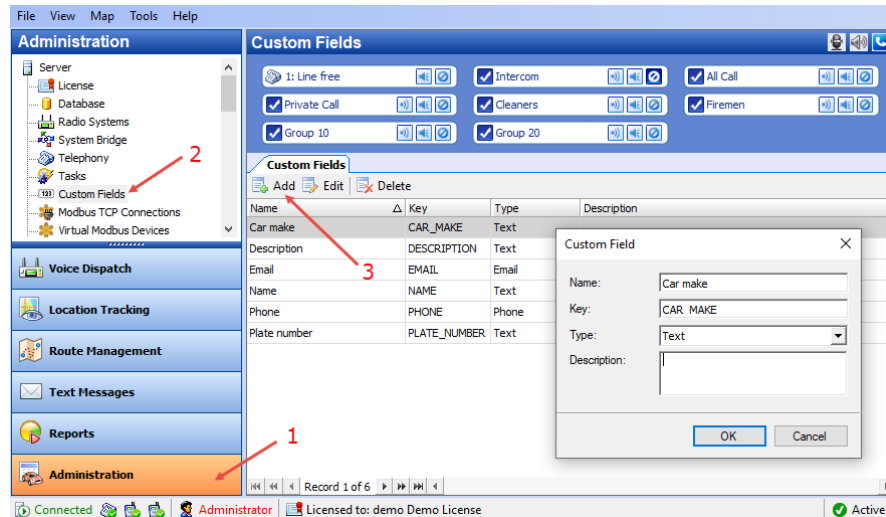 File View Map Tools Help
Administration
Custom Fields
Server
License
Database
Radio Systems
System Bridge
Telephony
Tasks
123 Custom Fields
Modbus TCP Connections
Virtual Modbus Devices
2
1: Line free
Intercom
All Call
Private Call
Cleaners
Firemen
Group 10
Group 20
Custom Fields
Add Edit Delete
Name Key Type Description
Car make CAR_MAKE Text
Description DESCRIPTION Text
Email EMAIL Email
Name NAME Text
Phone PHONE Phone
Plate number PLATE_NUMBER Text
3
Custom Field
Name: Car make
Key: CAR_MAKE
Type: Text
Description:
OK Cancel
Voice Dispatch
Location Tracking
Route Management
Text Messages
Reports
Administration
1
Record 1 of 6
Connected Administrator Licensed to: demo Demo License Active